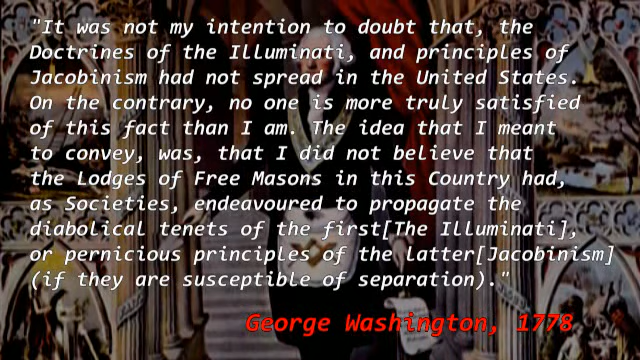 "It was not my intention to doubt that, the
Doctrines of the Illuminati, and principles of
Jacobinism had not spread in the United States.
On the contrary, no one is more truly satisfied
of this fact than I am. The idea that I meant
to convey, was, that I did not believe that
the Lodges of Free Masons in this Country had,
as Societies, endeavoured to propagate the
diabolical tenets of the first[The Illuminati],
or pernicious principles of the latter[Jacobinism]
(if they are susceptible of separation)."
George Washington, 1778